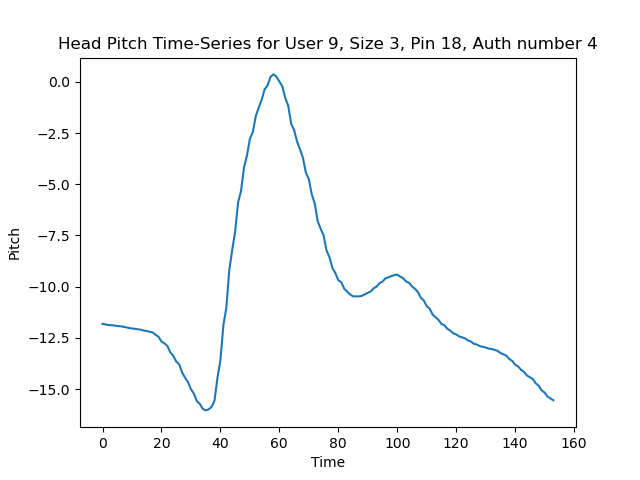 Head Pitch Time-Series for User 9, Size 3, Pin 18, Auth number 4
0.0
−2.5
−5.0
−7.5
−10.0
−12.5
−15.0
Pitch
0 20 40 60 80 100 120 140 160
Time